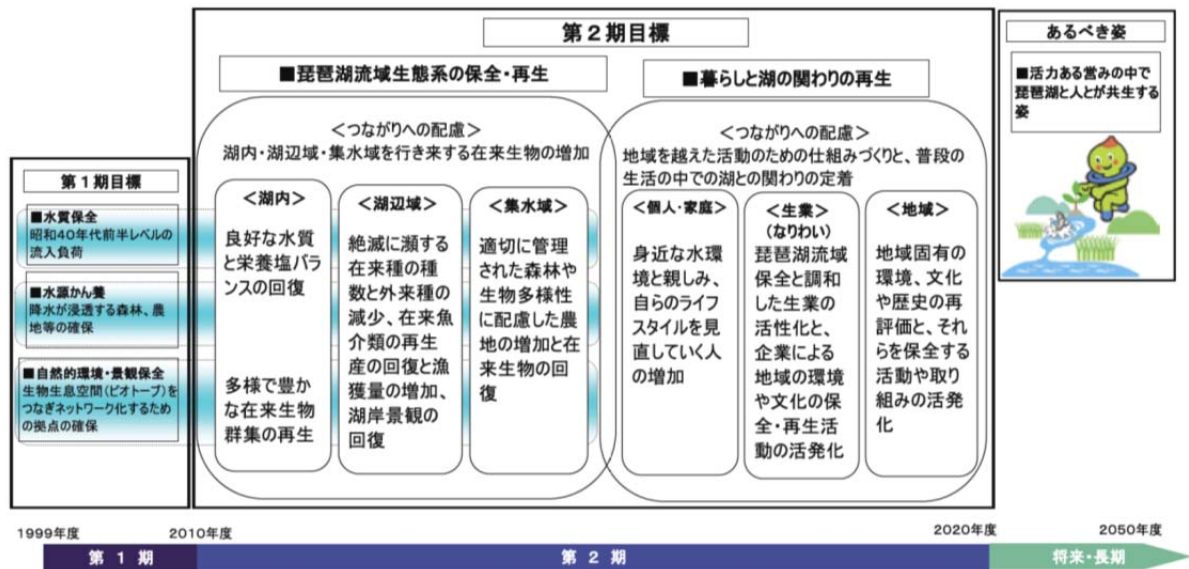 第２期目標
■琵琶湖流域生態系の保全・再生
＜つながりへの配慮＞
湖内・湖辺域・集水域を行き来する在来生物の増加
＜湖内＞
良好な水質
と栄養塩バラ
ンスの回復
多様で豊か
な在来生物
群集の再生
＜湖辺域＞
絶滅に瀕する
在来種の種
数と外来種の
減少、在来魚
介類の再生
産の回復と漁
獲量の増加、
湖岸景観の
回復
＜集水域＞
適切に管理
された森林や
生物多様性
に配慮した農
地の増加と在
来生物の回
復
■暮らしと湖の関わりの再生
＜つながりへの配慮＞
地域を越えた活動のための仕組みづくりと、普段の
生活の中での湖との関わりの定着
＜個人・家庭＞
身近な水環
境と親しみ、
自らのライフ
スタイルを見
直していく人
の増加
＜生業＞
（なりわい）
琵琶湖流域
保全と調和
した生業の
活性化と、
企業による
地域の環境
や文化の保
全・再生活
動の活発化
＜地域＞
地域固有の
環境、文化
や歴史の再
評価と、それ
らを保全する
活動や取り
組みの活発
化
あるべき姿
■活力ある営みの中で
琵琶湖と人とが共生する
姿
第１期目標
■水質保全
昭和４０年代前半レベルの
流入負荷
■水源かん養
降水が浸透する森林、農
地等の確保
■自然的環境・景観保全
生物生息空間（ビオトープ）を
つなぎネットワーク化するため
の拠点の確保
1999年度
2010年度
2020年度
2050年度
第１期
第２期
将来・長期